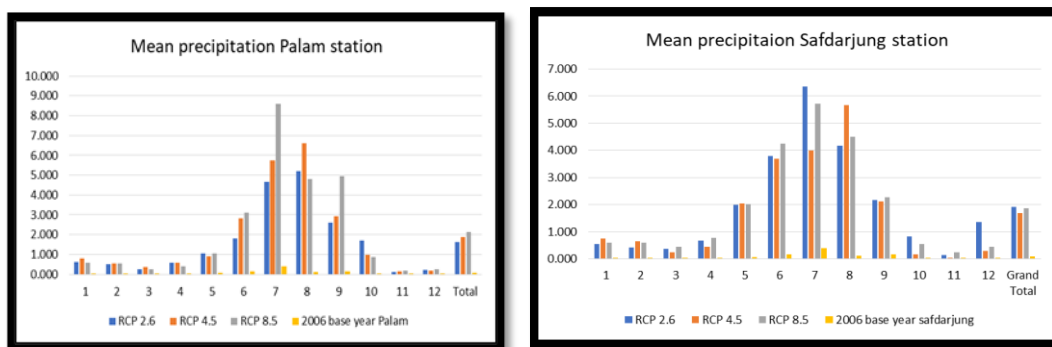 Mean precipitation Palam station
10.000
9.000
8.000
7.000
6.000
5.000
4.000
3.000
2.000
1.000
0.000
1 2 3 4 5 6 7 8 9 10 11 12 Total
RCP 2.6 RCP 4.5 RCP 8.5 2006 base year Palam
Mean precipitaion Safdarjung station
7.000
6.000
5.000
4.000
3.000
2.000
1.000
0.000
1 2 3 4 5 6 7 8 9 10 11 12 Grand
Total
RCP 2.6 RCP 4.5 RCP 8.5 2006 base year safdarjung